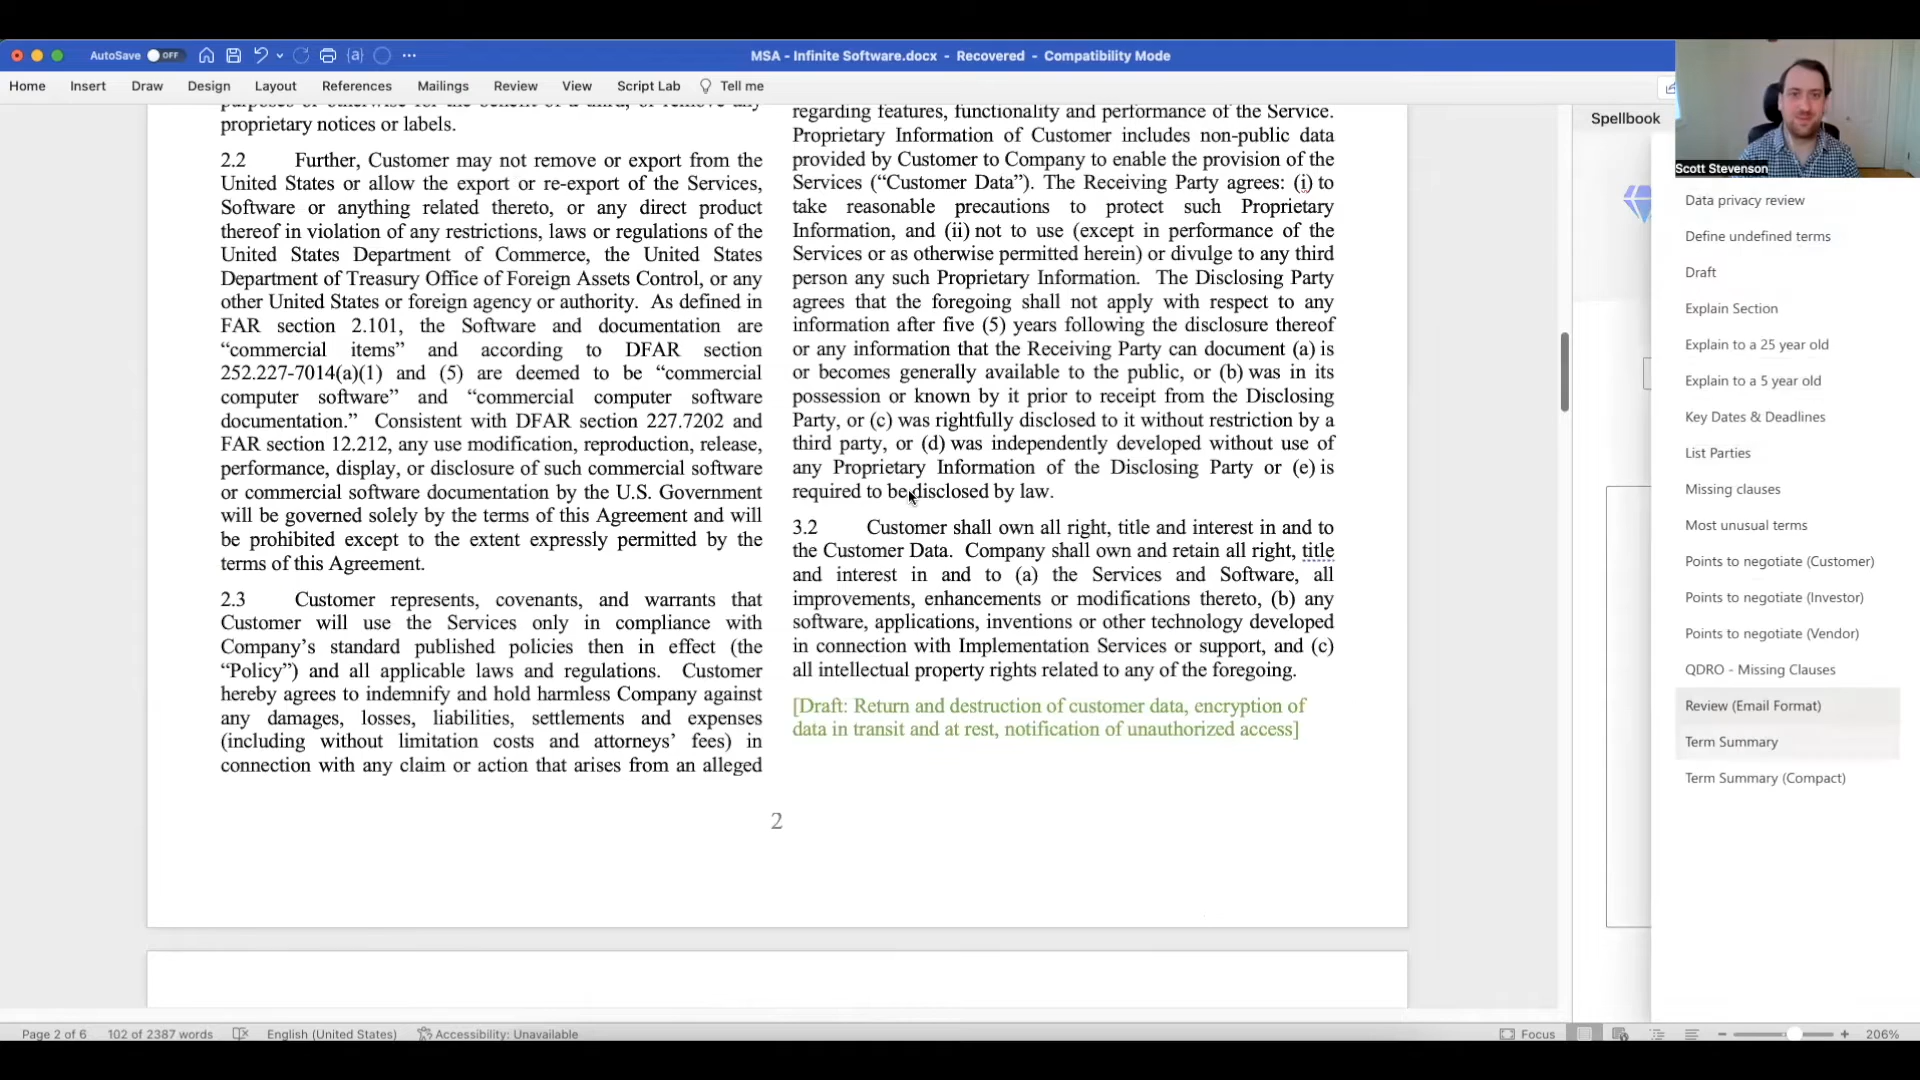 AutoSave OFF
MSA - Infinite Software.docx - Recovered - Compatibility Mode
Home Insert Draw Design Layout References Mailings Review View Script Lab Tell me
proprietary notices or labels.
2.2 Further, Customer may not remove or export from the
United States or allow the export or re-export of the Services,
Software or anything related thereto, or any direct product
thereof in violation of any restrictions, laws or regulations of the
United States Department of Commerce, the United States
Department of Treasury Office of Foreign Assets Control, or any
other United States or foreign agency or authority. As defined in
FAR section 2.101, the Software and documentation are
“commercial items” and according to DFAR section
252.227-7014(a)(1) and (5) are deemed to be “commercial
computer software” and “commercial computer software
documentation.” Consistent with DFAR section 227.7202 and
FAR section 12.212, any use modification, reproduction, release,
performance, display, or disclosure of such commercial software
or commercial software documentation by the U.S. Government
will be governed solely by the terms of this Agreement and will
be prohibited except to the extent expressly permitted by the
terms of this Agreement.
2.3 Customer represents, covenants, and warrants that
Customer will use the Services only in compliance with
Company’s standard published policies then in effect (the
“Policy”) and all applicable laws and regulations. Customer
hereby agrees to indemnify and hold harmless Company against
any damages, losses, liabilities, settlements and expenses
(including without limitation costs and attorneys’ fees) in
connection with any claim or action that arises from an alleged
regarding features, functionality and performance of the Service.
Proprietary Information of Customer includes non-public data
provided by Customer to Company to enable the provision of the
Services (“Customer Data”). The Receiving Party agrees: (i) to
take reasonable precautions to protect such Proprietary
Information, and (ii) not to use (except in performance of the
Services or as otherwise permitted herein) or divulge to any third
person any such Proprietary Information. The Disclosing Party
agrees that the foregoing shall not apply with respect to any
information after five (5) years following the disclosure thereof
or any information that the Receiving Party can document (a) is
or becomes generally available to the public, or (b) was in its
possession or known by it prior to receipt from the Disclosing
Party, or (c) was rightfully disclosed to it without restriction by a
third party, or (d) was independently developed without use of
any Proprietary Information of the Disclosing Party or (e) is
required to be disclosed by law.
3.2 Customer shall own all right, title and interest in and to
the Customer Data. Company shall own and retain all right, title
and interest in and to (a) the Services and Software, all
improvements, enhancements or modifications thereto, (b) any
software, applications, inventions or other technology developed
in connection with Implementation Services or support, and (c)
all intellectual property rights related to any of the foregoing.
[Draft: Return and destruction of customer data, encryption of
data in transit and at rest, notification of unauthorized access]
2
Spellbook
Scott Stevenson
Data privacy review
Define undefined terms
Draft
Explain Section
Explain to a 25 year old
Explain to a 5 year old
Key Dates & Deadlines
List Parties
Missing clauses
Most unusual terms
Points to negotiate (Customer)
Points to negotiate (Investor)
Points to negotiate (Vendor)
QDRO - Missing Clauses
Review (Email Format)
Term Summary
Term Summary (Compact)
Page 2 of 6 102 of 2387 words English (United States) Accessibility: Unavailable Focus 206%